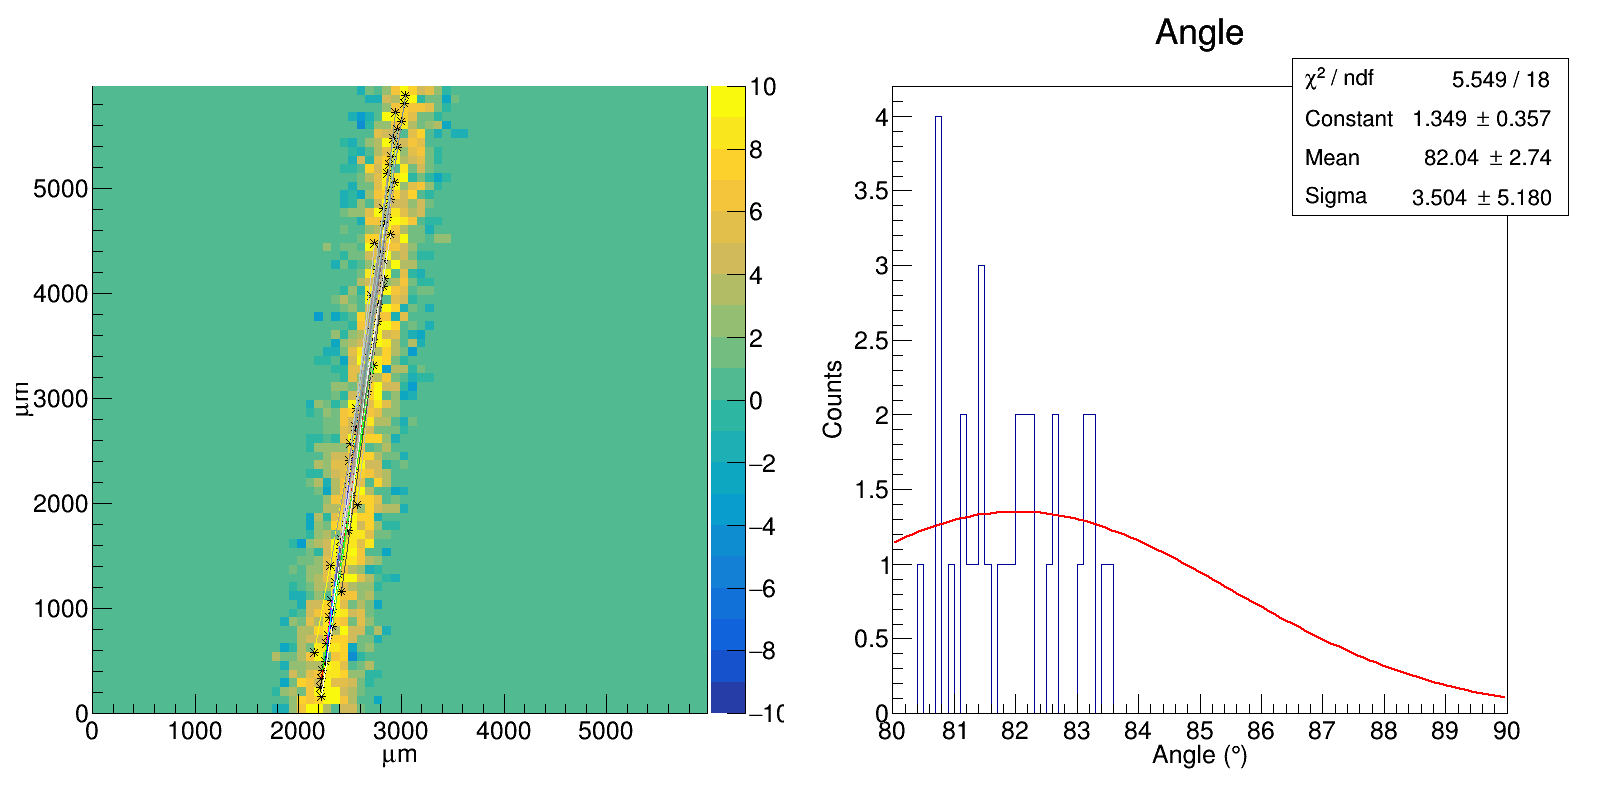 Angle
χ² / ndf 5.549 / 18
Constant 1.349 ± 0.357
Mean 82.04 ± 2.74
Sigma 3.504 ± 5.180
5000
4000
3000
2000
1000
0
μm
0 1000 2000 3000 4000 5000
μm
10
8
6
4
2
0
−2
−4
−6
−8
−10
4
3.5
3
2.5
2
1.5
1
0.5
0
Counts
80 81 82 83 84 85 86 87 88 89 90
Angle (°)